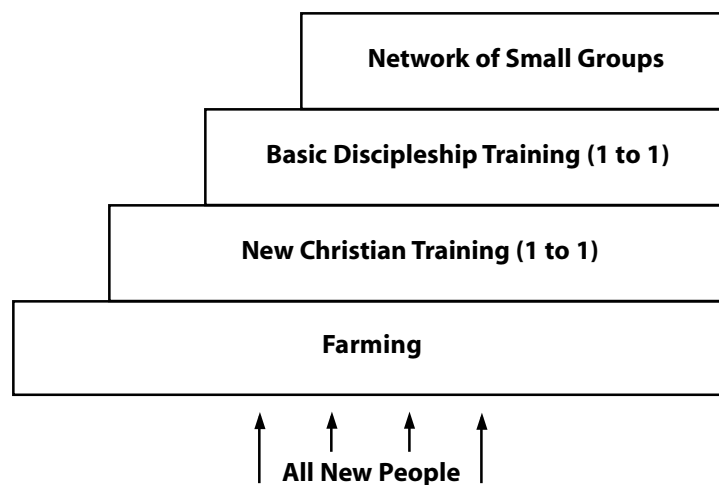 Network of Small Groups
Basic Discipleship Training (1 to 1)
New Christian Training (1 to 1)
Farming
All New People